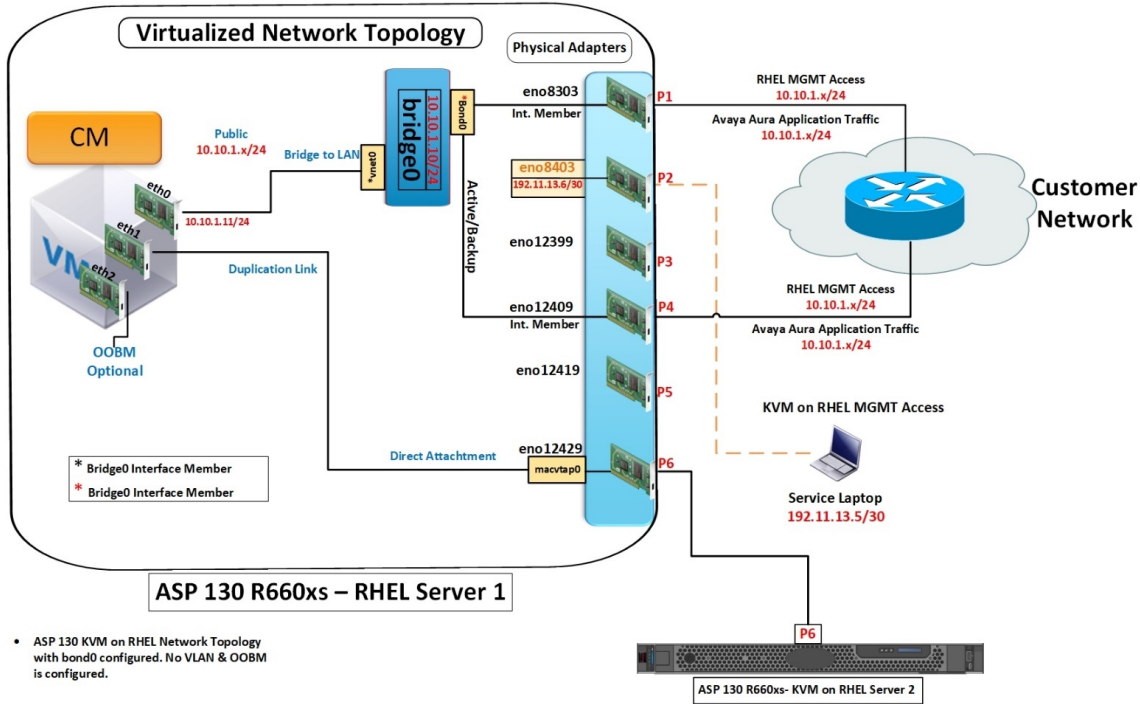 Virtualized Network Topology
Physical Adapters
CM
Public
10.10.1.x/24
Bridge to LAN
*vnet0
bridge0
10.10.1.10/24
*Bond0
Active/Backup
eth0
10.10.1.11/24
eth1
eth2
VM
Duplication Link
OOBM
Optional
eno8303
Int. Member
P1
eno8403
192.11.13.6/30
P2
eno12399
P3
eno12409
Int. Member
P4
eno12419
P5
eno12429
Direct Attachtment
macvtap0
P6
RHEL MGMT Access
10.10.1.x/24
Avaya Aura Application Traffic
10.10.1.x/24
Customer
Network
RHEL MGMT Access
10.10.1.x/24
Avaya Aura Application Traffic
10.10.1.x/24
KVM on RHEL MGMT Access
Service Laptop
192.11.13.5/30
* Bridge0 Interface Member
* Bridge0 Interface Member
ASP 130 R660xs – RHEL Server 1
• ASP 130 KVM on RHEL Network Topology
with bond0 configured. No VLAN & OOBM
is configured.
P6
ASP 130 R660xs- KVM on RHEL Server 2